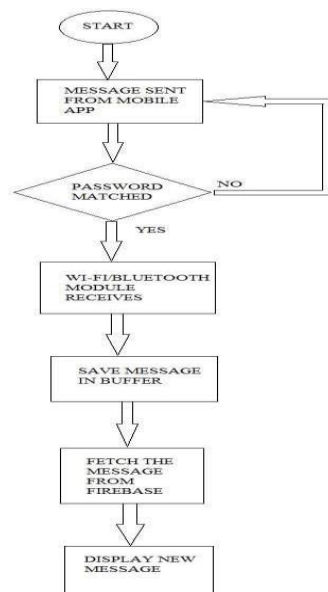 START
MESSAGE SENT
FROM MOBILE
APP
PASSWORD
MATCHED
NO
YES
WI-FI/BLUETOOTH
MODULE
RECEIVES
SAVE MESSAGE
IN BUFFER
FETCH THE
MESSAGE
FROM
FIREBASE
DISPLAY NEW
MESSAGE